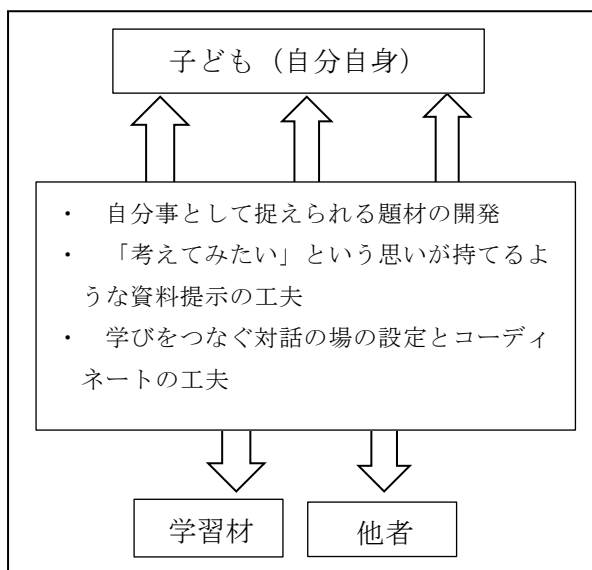 子ども（自分自身）
・　自分事として捉えられる題材の開発
・　「考えてみたい」という思いが持てるよ
うな資料提示の工夫
・　学びをつなぐ対話の場の設定とコーディ
ネートの工夫
学習材
他者